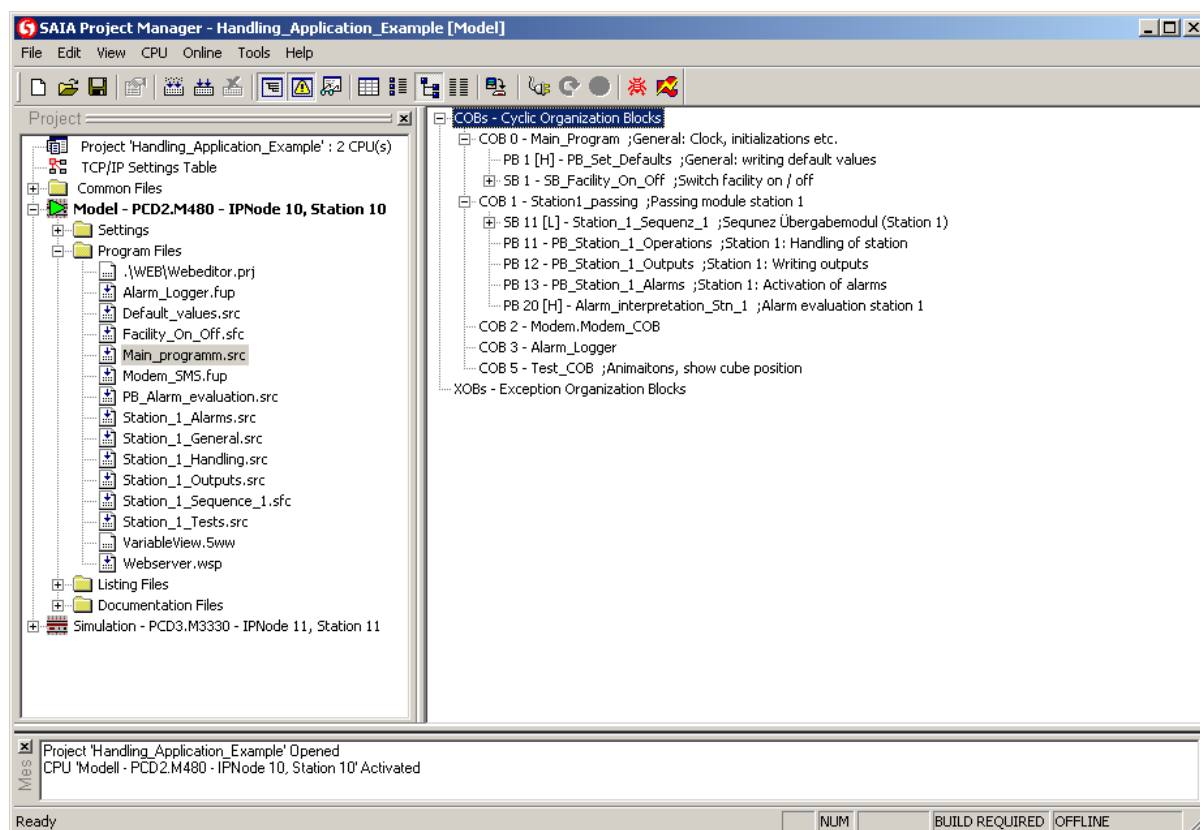 SAIA Project Manager - Handling_Application_Example [Model]
File Edit View CPU Online Tools Help
Project
Project 'Handling_Application_Example' : 2 CPU(s)
TCP/IP Settings Table
Common Files
Model - PCD2.M480 - IPNode 10, Station 10
Settings
Program Files
.\WEB\Webeditor.prj
Alarm_Logger.fup
Default_values.src
Facility_On_Off.sfc
Main_programm.src
Modem_SMS.fup
PB_Alarm_evaluation.src
Station_1_Alarms.src
Station_1_General.src
Station_1_Handling.src
Station_1_Outputs.src
Station_1_Sequence_1.sfc
Station_1_Tests.src
VariableView.5ww
Webserver.wsp
Listing Files
Documentation Files
Simulation - PCD3.M3330 - IPNode 11, Station 11
COBs - Cyclic Organization Blocks
COB 0 - Main_Program ;General: Clock, initializations etc.
PB 1 [H] - PB_Set_Defaults ;General: writing default values
SB 1 - SB_Facility_On_Off ;Switch facility on / off
COB 1 - Station1_passing ;Passing module station 1
SB 11 [L] - Station_1_Sequenz_1 ;Sequnez Übergabemodul (Station 1)
PB 11 - PB_Station_1_Operations ;Station 1: Handling of station
PB 12 - PB_Station_1_Outputs ;Station 1: Writing outputs
PB 13 - PB_Station_1_Alarms ;Station 1: Activation of alarms
PB 20 [H] - Alarm_interpretation_Stn_1 ;Alarm evaluation station 1
COB 2 - Modem.Modem_COB
COB 3 - Alarm_Logger
COB 5 - Test_COB ;Animaitons, show cube position
XOBs - Exception Organization Blocks
Mes
Project 'Handling_Application_Example' Opened
CPU 'Modell - PCD2.M480 - IPNode 10, Station 10' Activated
Ready
NUM
BUILD REQUIRED
OFFLINE